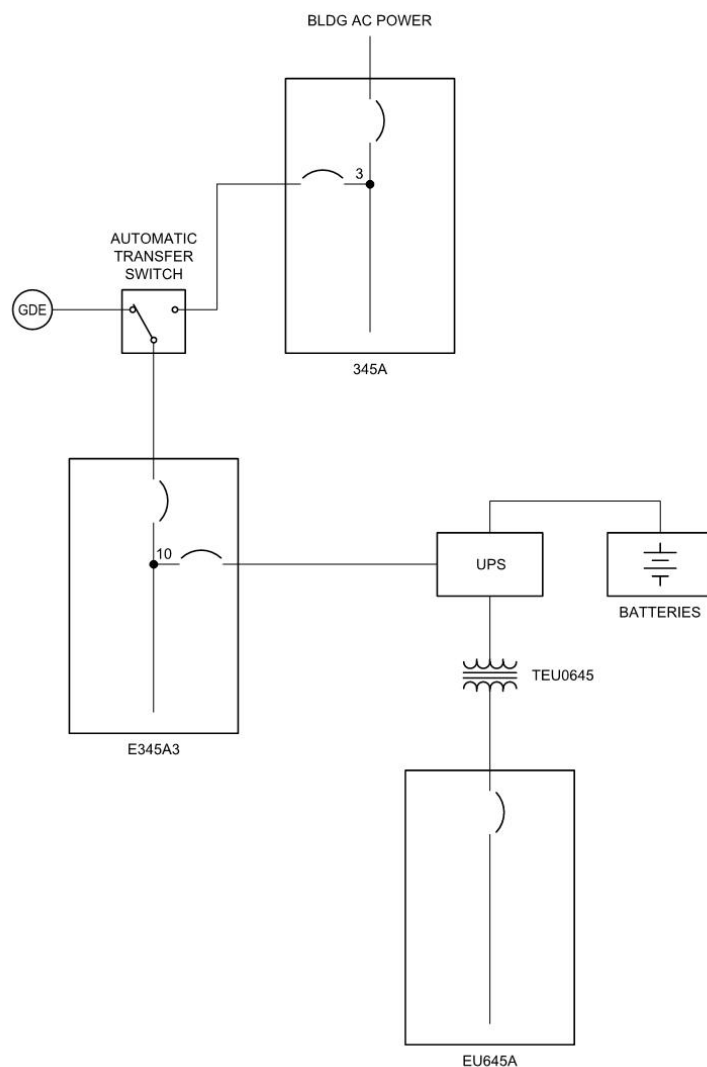 BLDG AC POWER
3
345A
AUTOMATIC
TRANSFER
SWITCH
GDE
10
E345A3
UPS
BATTERIES
TEU0645
EU645A